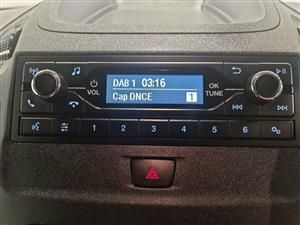 DAB 1 03:16
Cap DNCE 1
VOL
OK
TUNE
1 2 3 4 5 6